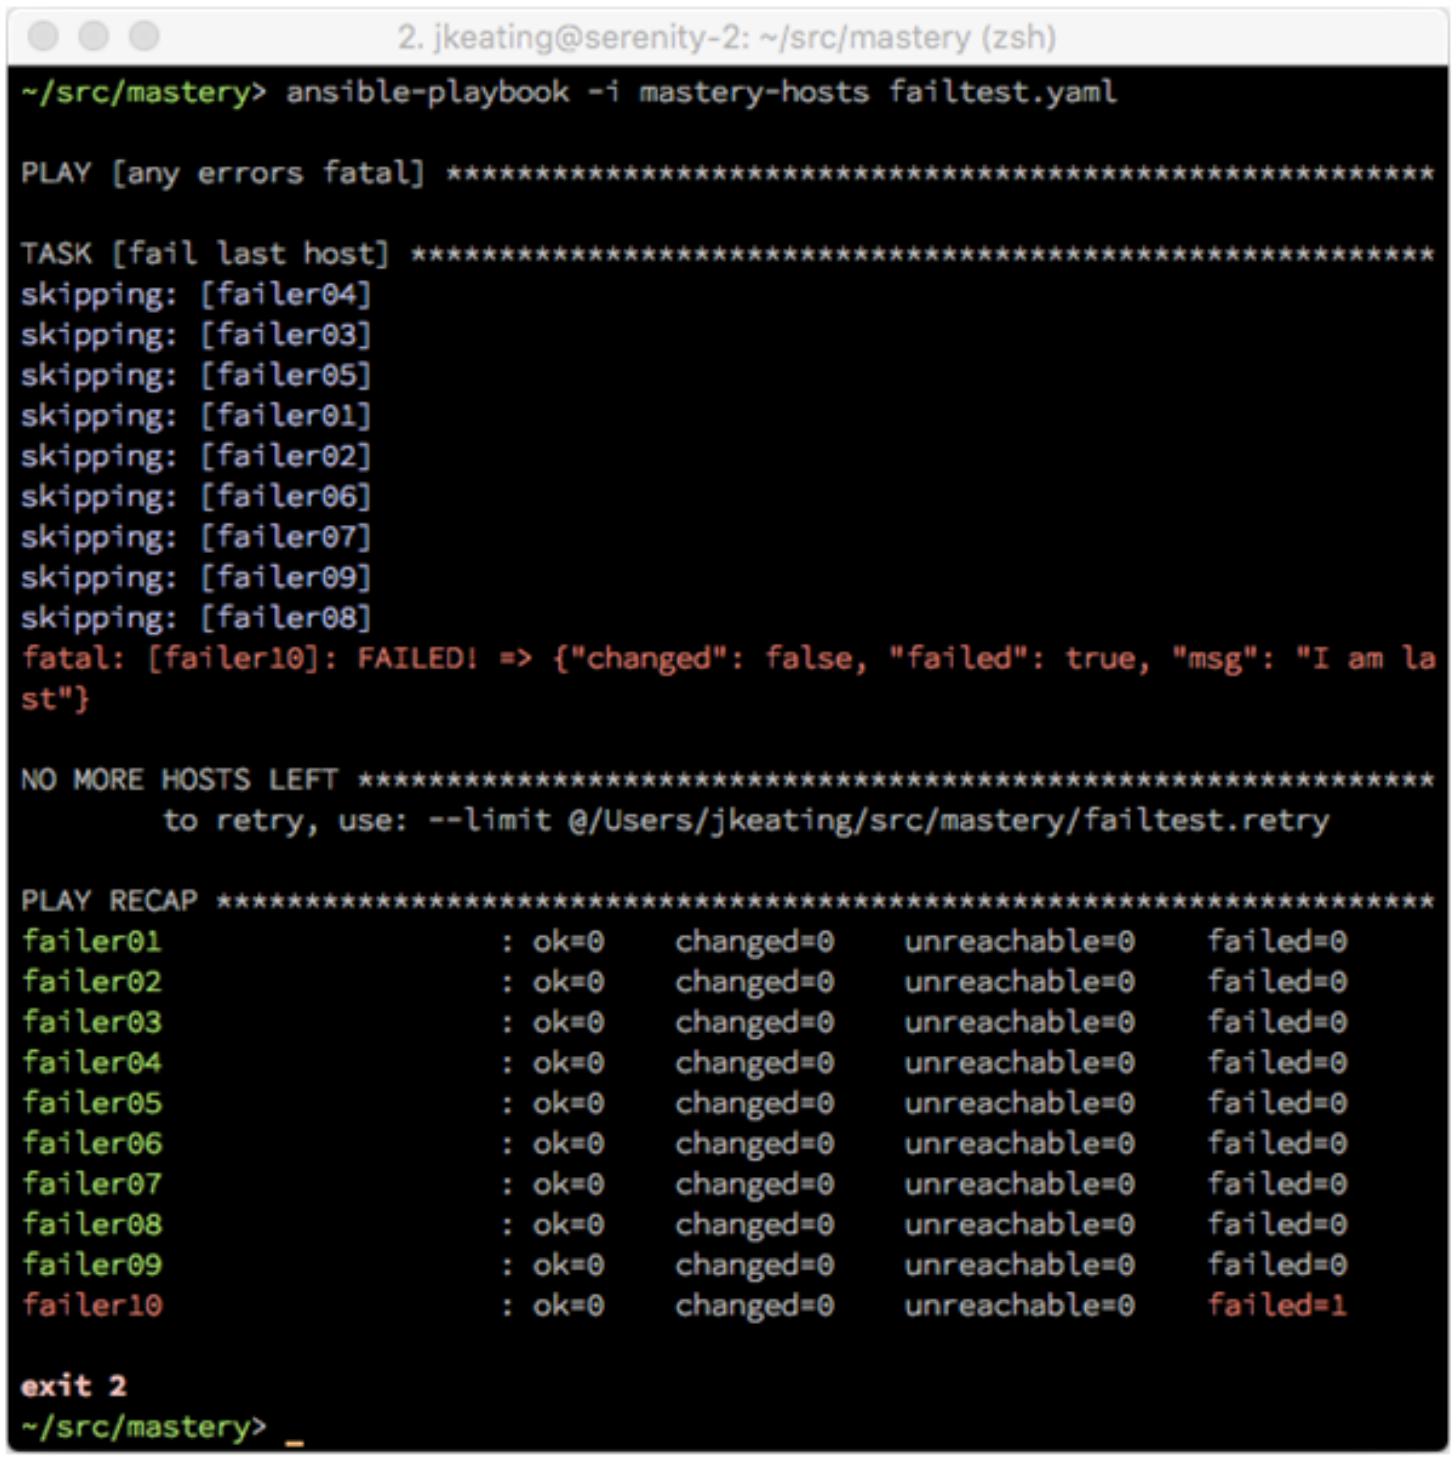 2. jkeating@serenity-2: ~/src/mastery (zsh)
~/src/mastery> ansible-playbook -i mastery-hosts failtest.yaml
PLAY [any errors fatal] ********************************************************
TASK [fail last host] **********************************************************
skipping: [failer04]
skipping: [failer03]
skipping: [failer05]
skipping: [failer01]
skipping: [failer02]
skipping: [failer06]
skipping: [failer07]
skipping: [failer09]
skipping: [failer08]
fatal: [failer10]: FAILED! => {"changed": false, "failed": true, "msg": "I am la
st"}
NO MORE HOSTS LEFT *************************************************************
to retry, use: --limit @/Users/jkeating/src/mastery/failtest.retry
PLAY RECAP *********************************************************************
failer01 : ok=0 changed=0 unreachable=0 failed=0
failer02 : ok=0 changed=0 unreachable=0 failed=0
failer03 : ok=0 changed=0 unreachable=0 failed=0
failer04 : ok=0 changed=0 unreachable=0 failed=0
failer05 : ok=0 changed=0 unreachable=0 failed=0
failer06 : ok=0 changed=0 unreachable=0 failed=0
failer07 : ok=0 changed=0 unreachable=0 failed=0
failer08 : ok=0 changed=0 unreachable=0 failed=0
failer09 : ok=0 changed=0 unreachable=0 failed=0
failer10 : ok=0 changed=0 unreachable=0 failed=1
exit 2
~/src/mastery> _